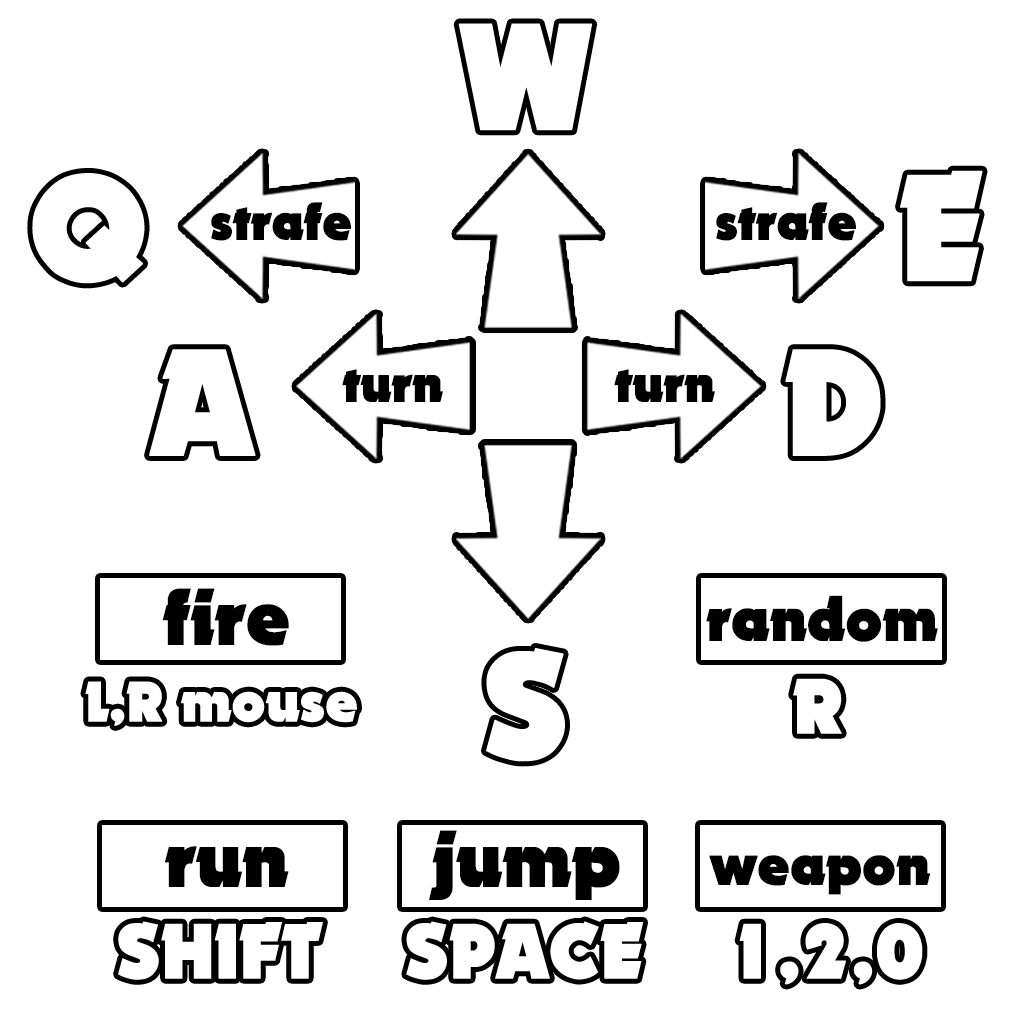 W
Q strafe strafe E
A turn turn D
fire random
L,R mouse R
S
run jump weapon
SHIFT SPACE 1,2,0